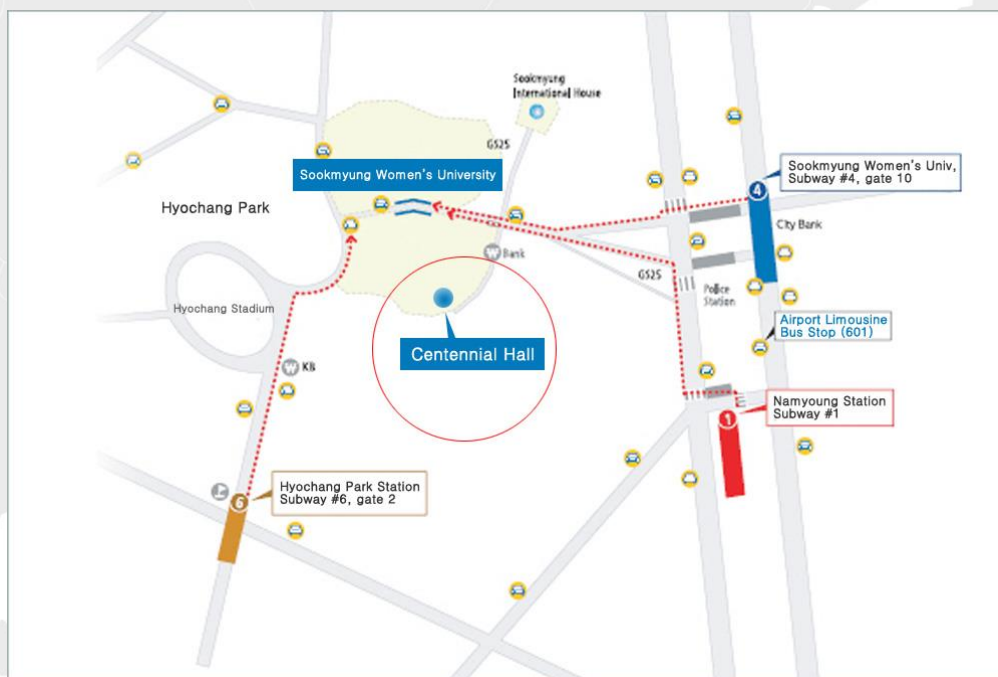 Sookmyung
International House
GS25
Sookmyung Women's University
Sookmyung Women's Univ,
Subway #4, gate 10
4
Hyochang Park
City Bank
W Bank
GS25
Police
Station
Hyochang Stadium
Airport Limousine
Bus Stop (601)
Centennial Hall
W KB
Namyoung Station
Subway #1
1
Hyochang Park Station
Subway #6, gate 2
6